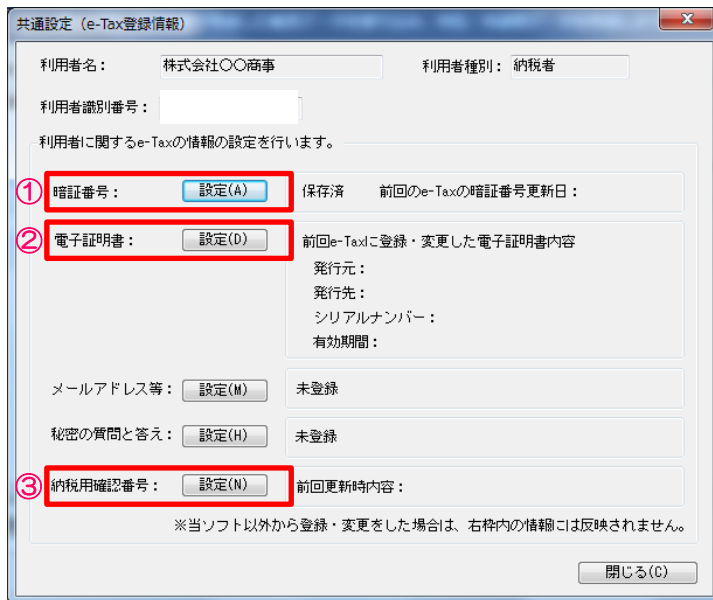 共通設定（e-Tax登録情報）
利用者名： 株式会社〇〇商事 利用者種別： 納税者
利用者識別番号：
利用者に関するe-Taxの情報の設定を行います。
① 暗証番号： 設定(A) 保存済 前回のe-Taxの暗証番号更新日：
② 電子証明書： 設定(D) 前回e-Taxに登録・変更した電子証明書内容
発行元：
発行先：
シリアルナンバー：
有効期間：
メールアドレス等： 設定(M) 未登録
秘密の質問と答え： 設定(H) 未登録
③ 納税用確認番号： 設定(N) 前回更新時内容：
※当ソフト以外から登録・変更をした場合は、右枠内の情報には反映されません。
閉じる(C)